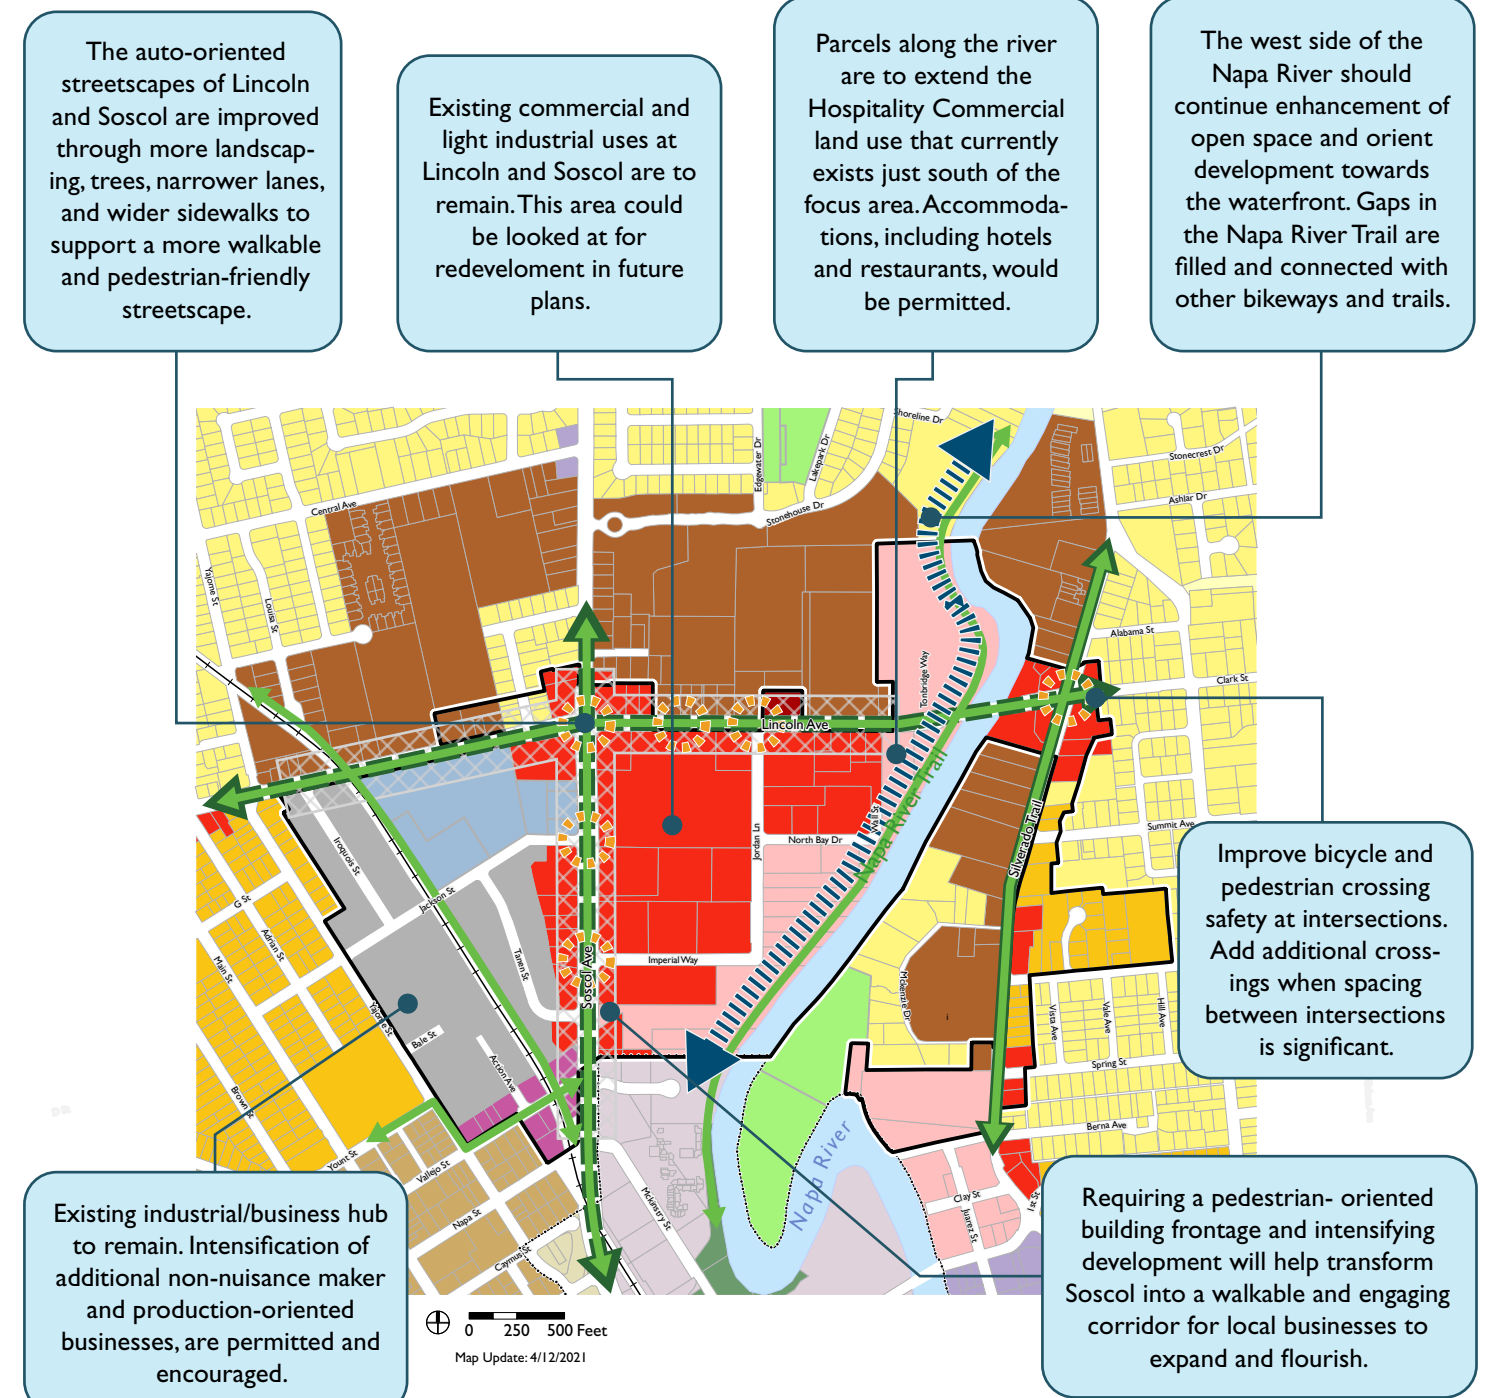 The auto-oriented
streetscapes of Lincoln
and Soscol are improved
through more landscap-
ing, trees, narrower lanes,
and wider sidewalks to
support a more walkable
and pedestrian-friendly
streetscape.
Existing commercial and
light industrial uses at
Lincoln and Soscol are to
remain. This area could
be looked at for
redeveloment in future
plans.
Parcels along the river
are to extend the
Hospitality Commercial
land use that currently
exists just south of the
focus area. Accommoda-
tions, including hotels
and restaurants, would
be permitted.
The west side of the
Napa River should
continue enhancement of
open space and orient
development towards
the waterfront. Gaps in
the Napa River Trail are
filled and connected with
other bikeways and trails.
Shoreline Dr
Edgewater Dr
Lakepark Dr
Stonecrest Dr
Ashlar Dr
Central Ave
Stonehouse Dr
Yajome St
Louisa St
Alabama St
Clark St
Tonbridge Way
Lincoln Ave
Napa River Trail
Wall St
Silverado Trail
Summit Ave
Iroquois St
Jordan Ln
North Bay Dr
Jackson St
G St
Adrian St
Main St
Tanen St
Soscol Ave
Imperial Way
Mckenzie Dr
Vista Ave
Vale Ave
Hill Ave
Yajome St
Bale St
Action Ave
Spring St
Brown St
Berna Ave
Yount St
Vallejo St
Napa St
Caymus St
Mckinstry St
Napa River
Clay St
Juarez St
1st St
Improve bicycle and
pedestrian crossing
safety at intersections.
Add additional cross-
ings when spacing
between intersections
is significant.
Existing industrial/business hub
to remain. Intensification of
additional non-nuisance maker
and production-oriented
businesses, are permitted and
encouraged.
Requiring a pedestrian- oriented
building frontage and intensifying
development will help transform
Soscol into a walkable and engaging
corridor for local businesses to
expand and flourish.
0 250 500 Feet
Map Update: 4/12/2021